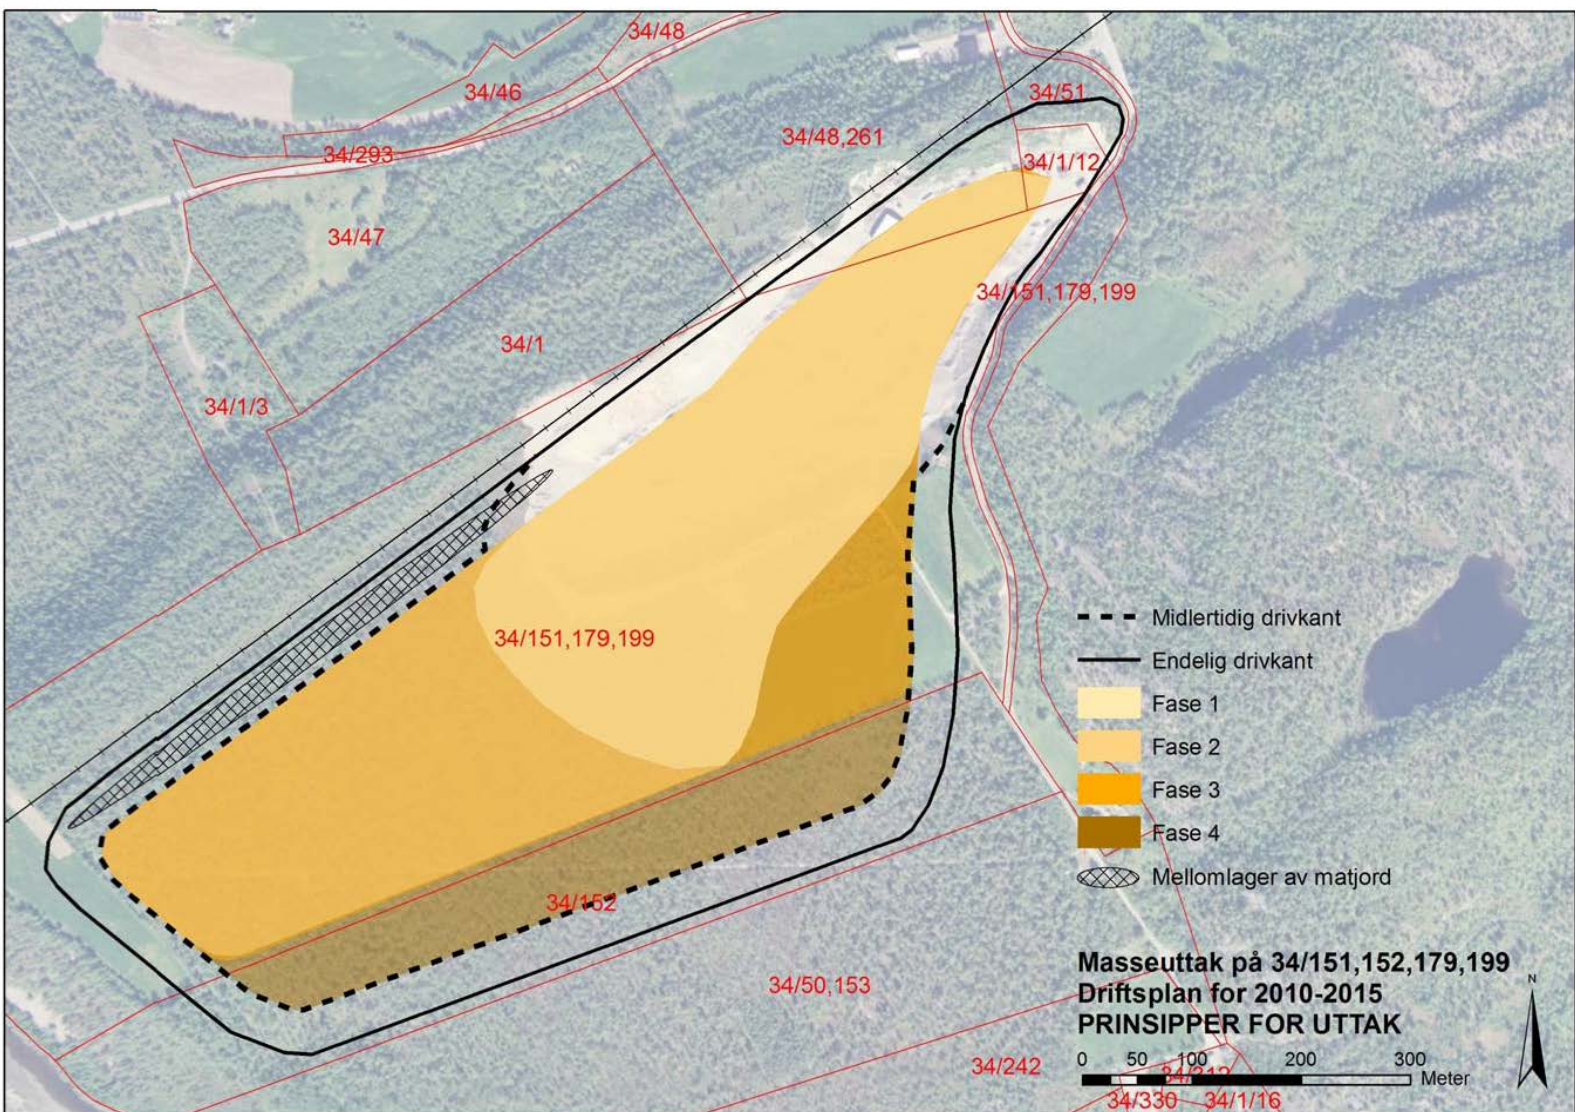 34/48
34/46
34/51
34/48,261
34/293
34/1/12
34/47
34/151,179,199
34/1
34/1/3
34/151,179,199
Midlertidig drivkant
Endelig drivkant
Fase 1
Fase 2
Fase 3
Fase 4
Mellomlager av matjord
34/152
34/50,153
Masseuttak på 34/151,152,179,199
Driftsplan for 2010-2015
PRINSIPPER FOR UTTAK
N
0 50 100 200 300
Meter
34/242
34/330 34/1/16